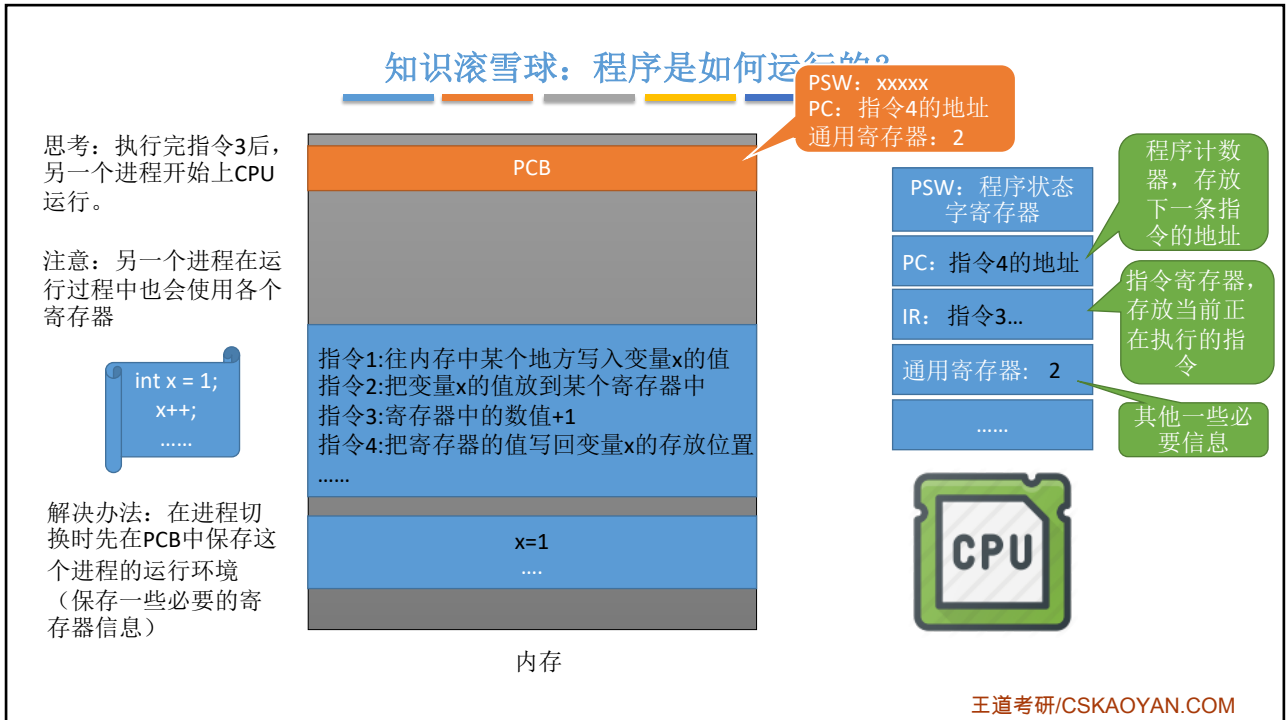 知识滚雪球：程序是如何运行的？
PSW：xxxxx
PC：指令4的地址
通用寄存器：2
思考：执行完指令3后，
另一个进程开始上CPU
运行。
注意：另一个进程在运
行过程中也会使用各个
寄存器
int x = 1;
x++;
……
解决办法：在进程切
换时先在PCB中保存这
个进程的运行环境
（保存一些必要的寄
存器信息）
PCB
指令1:往内存中某个地方写入变量x的值
指令2:把变量x的值放到某个寄存器中
指令3:寄存器中的数值+1
指令4:把寄存器的值写回变量x的存放位置
……
x=1
....
内存
PSW：程序状态
字寄存器
PC：指令4的地址
IR：指令3...
通用寄存器：2
……
程序计数
器，存放
下一条指
令的地址
指令寄存器，
存放当前正
在执行的指
令
其他一些必
要信息
CPU
王道考研/CSKAOYAN.COM